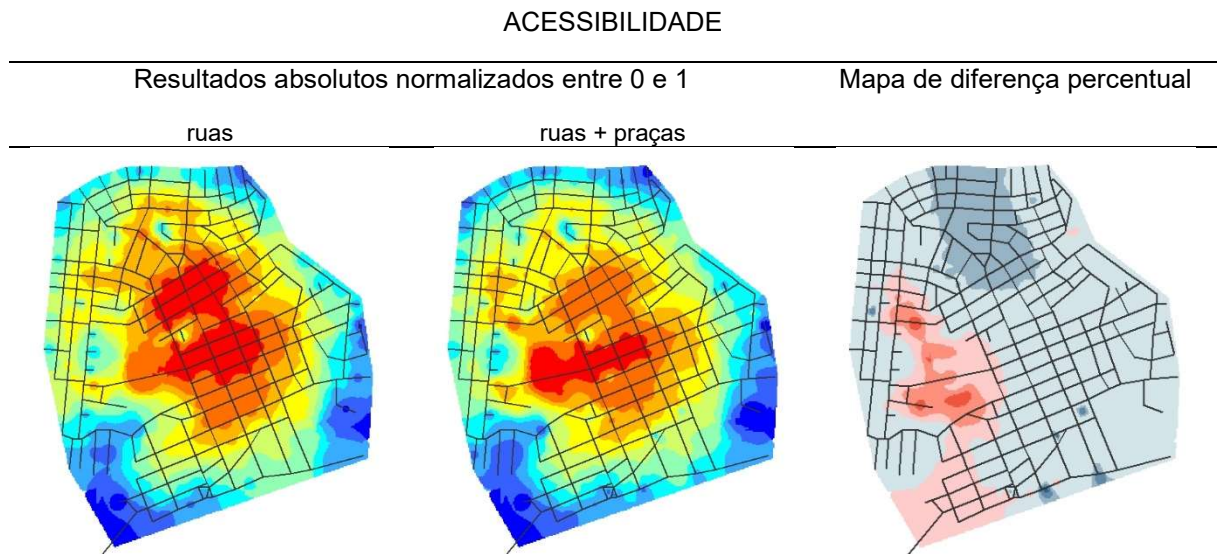 ACESSIBILIDADE
Resultados absolutos normalizados entre 0 e 1
Mapa de diferença percentual
ruas
ruas + praças